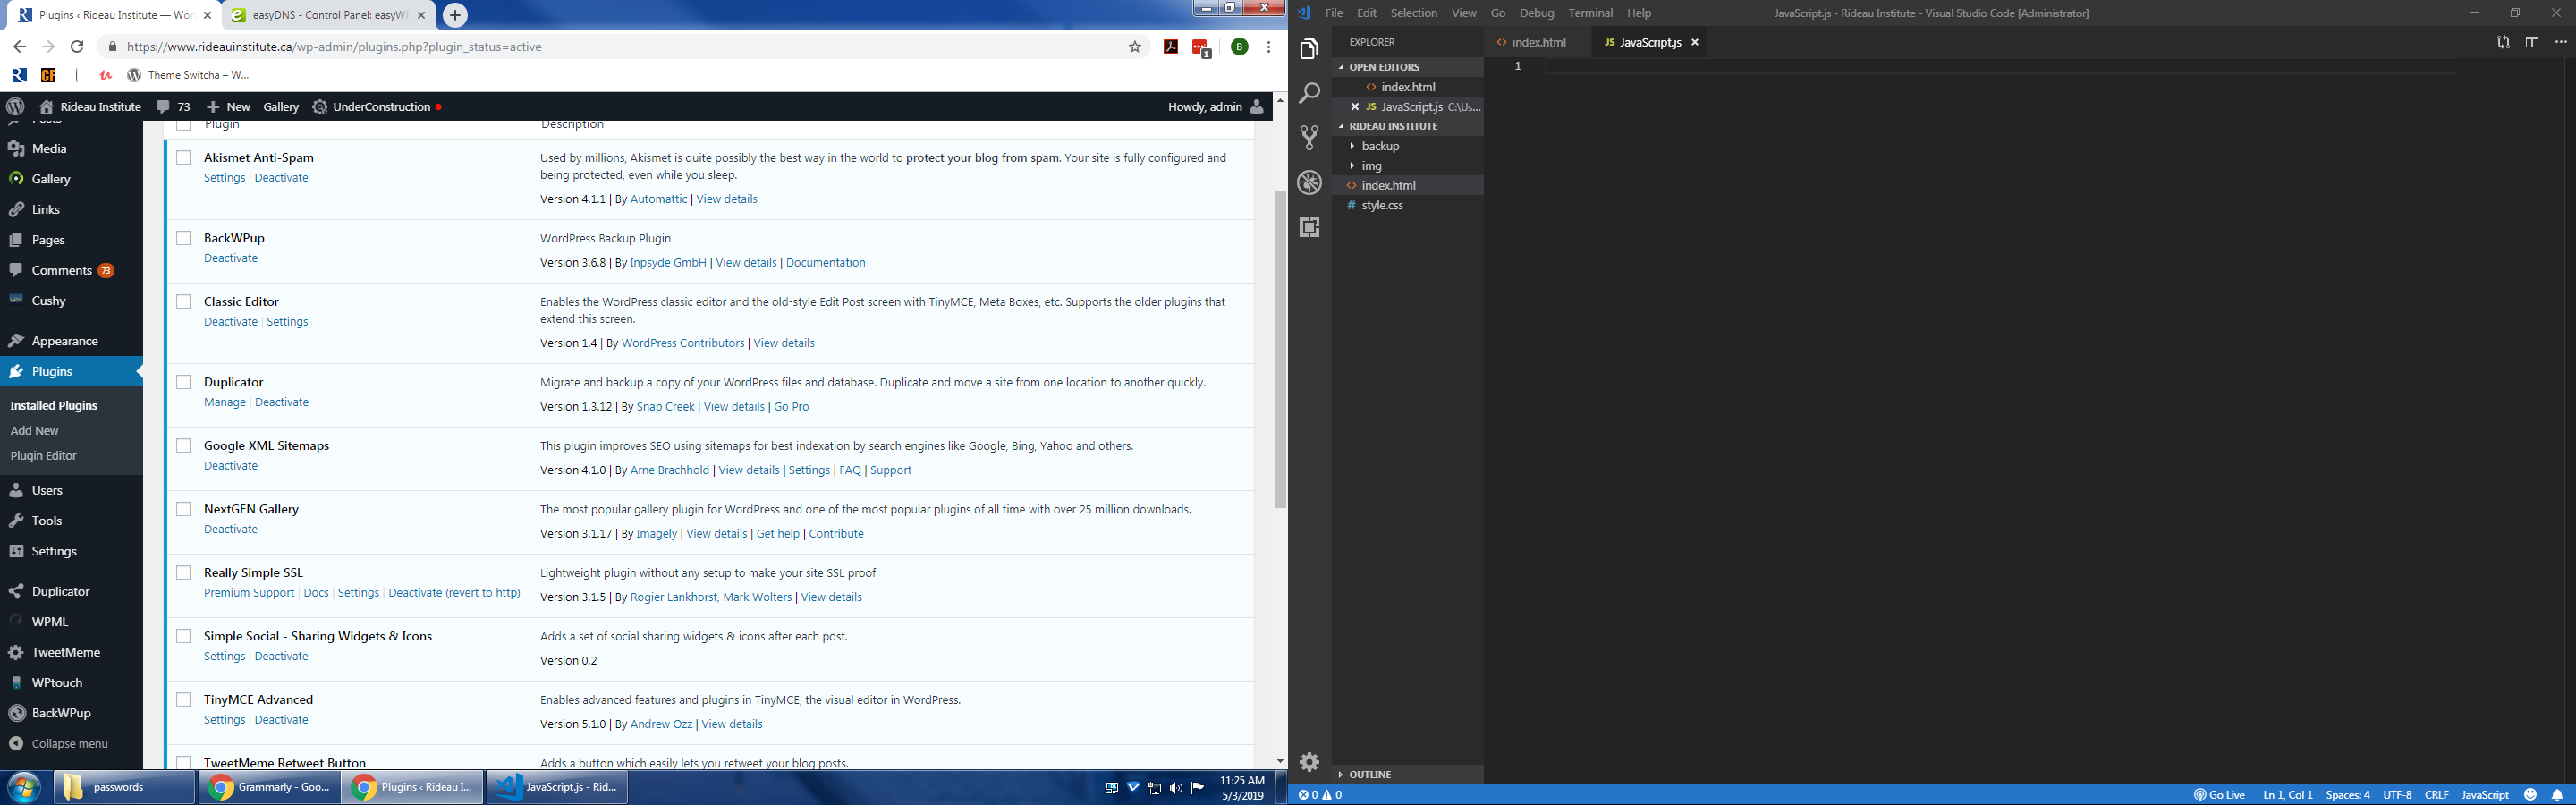 Plugins ‹ Rideau Institute — Wor
easyDNS - Control Panel: easyWE
https://www.rideauinstitute.ca/wp-admin/plugins.php?plugin_status=active
1
B
CF
Theme Switcha – W...
Rideau Institute
73
New
Gallery
UnderConstruction
Howdy, admin
Posts
Media
Gallery
Links
Pages
Comments 73
Cushy
Appearance
Plugins
Installed Plugins
Add New
Plugin Editor
Users
Tools
Settings
Duplicator
WPML
TweetMeme
WPtouch
BackWPup
Collapse menu
Plugin Description
Akismet Anti-Spam
Settings | Deactivate
Used by millions, Akismet is quite possibly the best way in the world to protect your blog from spam. Your site is fully configured and
being protected, even while you sleep.
Version 4.1.1 | By Automattic | View details
BackWPup
Deactivate
WordPress Backup Plugin
Version 3.6.8 | By Inpsyde GmbH | View details | Documentation
Classic Editor
Deactivate | Settings
Enables the WordPress classic editor and the old-style Edit Post screen with TinyMCE, Meta Boxes, etc. Supports the older plugins that
extend this screen.
Version 1.4 | By WordPress Contributors | View details
Duplicator
Manage | Deactivate
Migrate and backup a copy of your WordPress files and database. Duplicate and move a site from one location to another quickly.
Version 1.3.12 | By Snap Creek | View details | Go Pro
Google XML Sitemaps
Deactivate
This plugin improves SEO using sitemaps for best indexation by search engines like Google, Bing, Yahoo and others.
Version 4.1.0 | By Arne Brachhold | View details | Settings | FAQ | Support
NextGEN Gallery
Deactivate
The most popular gallery plugin for WordPress and one of the most popular plugins of all time with over 25 million downloads.
Version 3.1.17 | By Imagely | View details | Get help | Contribute
Really Simple SSL
Premium Support | Docs | Settings | Deactivate (revert to http)
Lightweight plugin without any setup to make your site SSL proof
Version 3.1.5 | By Rogier Lankhorst, Mark Wolters | View details
Simple Social - Sharing Widgets & Icons
Settings | Deactivate
Adds a set of social sharing widgets & icons after each post.
Version 0.2
TinyMCE Advanced
Settings | Deactivate
Enables advanced features and plugins in TinyMCE, the visual editor in WordPress.
Version 5.1.0 | By Andrew Ozz | View details
TweetMeme Retweet Button
Adds a button which easily lets you retweet your blog posts.
passwords
Grammarly - Goo...
Plugins ‹ Rideau I...
JavaScript.js - Rid...
11:25 AM
5/3/2019
File Edit Selection View Go Debug Terminal Help
JavaScript.js - Rideau Institute - Visual Studio Code [Administrator]
EXPLORER
OPEN EDITORS
index.html
JS JavaScript.js C:\Us...
RIDEAU INSTITUTE
backup
img
index.html
# style.css
OUTLINE
index.html
JS JavaScript.js
1
0 0
Go Live Ln 1, Col 1 Spaces: 4 UTF-8 CRLF JavaScript